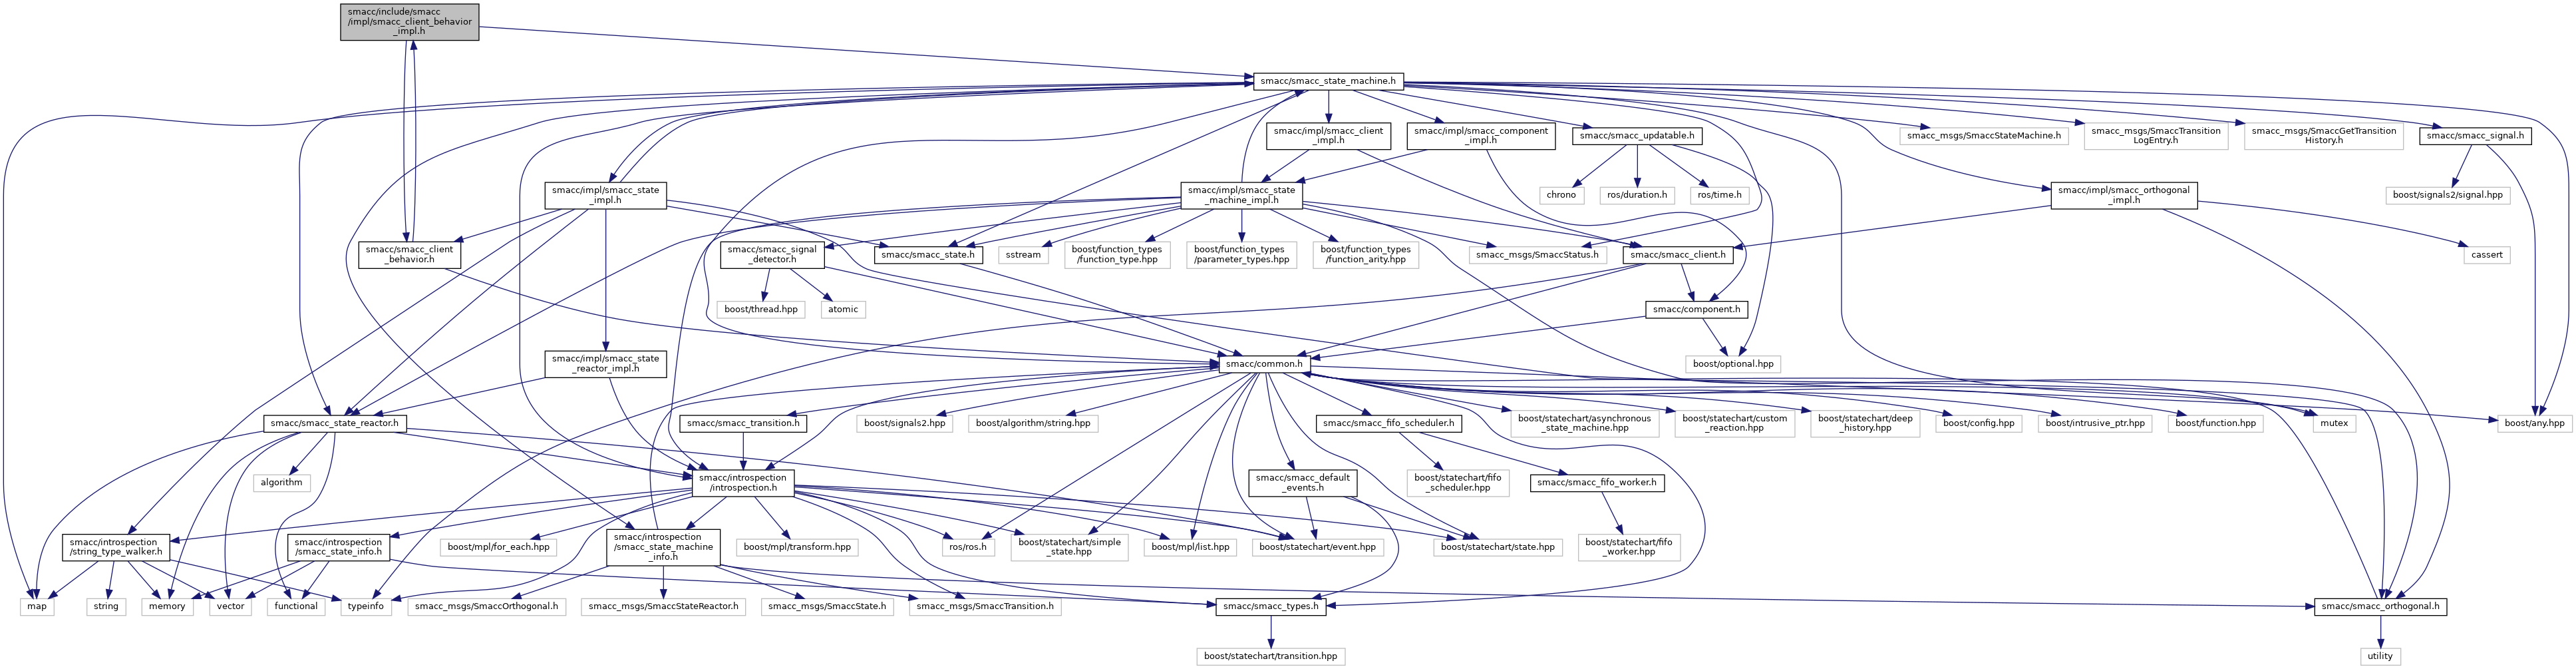 smacc/include/smacc
/impl/smacc_client_behavior
_impl.h
smacc/smacc_state_machine.h
smacc/impl/smacc_client
_impl.h
smacc/impl/smacc_component
_impl.h
smacc/smacc_updatable.h
smacc_msgs/SmaccStateMachine.h
smacc_msgs/SmaccTransition
LogEntry.h
smacc_msgs/SmaccGetTransition
History.h
smacc/smacc_signal.h
smacc/impl/smacc_state
_impl.h
smacc/impl/smacc_state
_machine_impl.h
chrono
ros/duration.h
ros/time.h
smacc/impl/smacc_orthogonal
_impl.h
boost/signals2/signal.hpp
smacc/smacc_client
_behavior.h
smacc/smacc_signal
_detector.h
smacc/smacc_state.h
sstream
boost/function_types
/function_type.hpp
boost/function_types
/parameter_types.hpp
boost/function_types
/function_arity.hpp
smacc_msgs/SmaccStatus.h
smacc/smacc_client.h
cassert
boost/thread.hpp
atomic
smacc/component.h
smacc/impl/smacc_state
_reactor_impl.h
smacc/common.h
boost/optional.hpp
smacc/smacc_state_reactor.h
smacc/smacc_transition.h
boost/signals2.hpp
boost/algorithm/string.hpp
smacc/smacc_fifo_scheduler.h
boost/statechart/asynchronous
_state_machine.hpp
boost/statechart/custom
_reaction.hpp
boost/statechart/deep
_history.hpp
boost/config.hpp
boost/intrusive_ptr.hpp
boost/function.hpp
mutex
boost/any.hpp
algorithm
smacc/introspection
/introspection.h
smacc/smacc_default
_events.h
boost/statechart/fifo
_scheduler.hpp
smacc/smacc_fifo_worker.h
smacc/introspection
/string_type_walker.h
smacc/introspection
/smacc_state_info.h
boost/mpl/for_each.hpp
smacc/introspection
/smacc_state_machine
_info.h
boost/mpl/transform.hpp
ros/ros.h
boost/statechart/simple
_state.hpp
boost/mpl/list.hpp
boost/statechart/event.hpp
boost/statechart/state.hpp
boost/statechart/fifo
_worker.hpp
map
string
memory
vector
functional
typeinfo
smacc_msgs/SmaccOrthogonal.h
smacc_msgs/SmaccStateReactor.h
smacc_msgs/SmaccState.h
smacc_msgs/SmaccTransition.h
smacc/smacc_types.h
smacc/smacc_orthogonal.h
boost/statechart/transition.hpp
utility